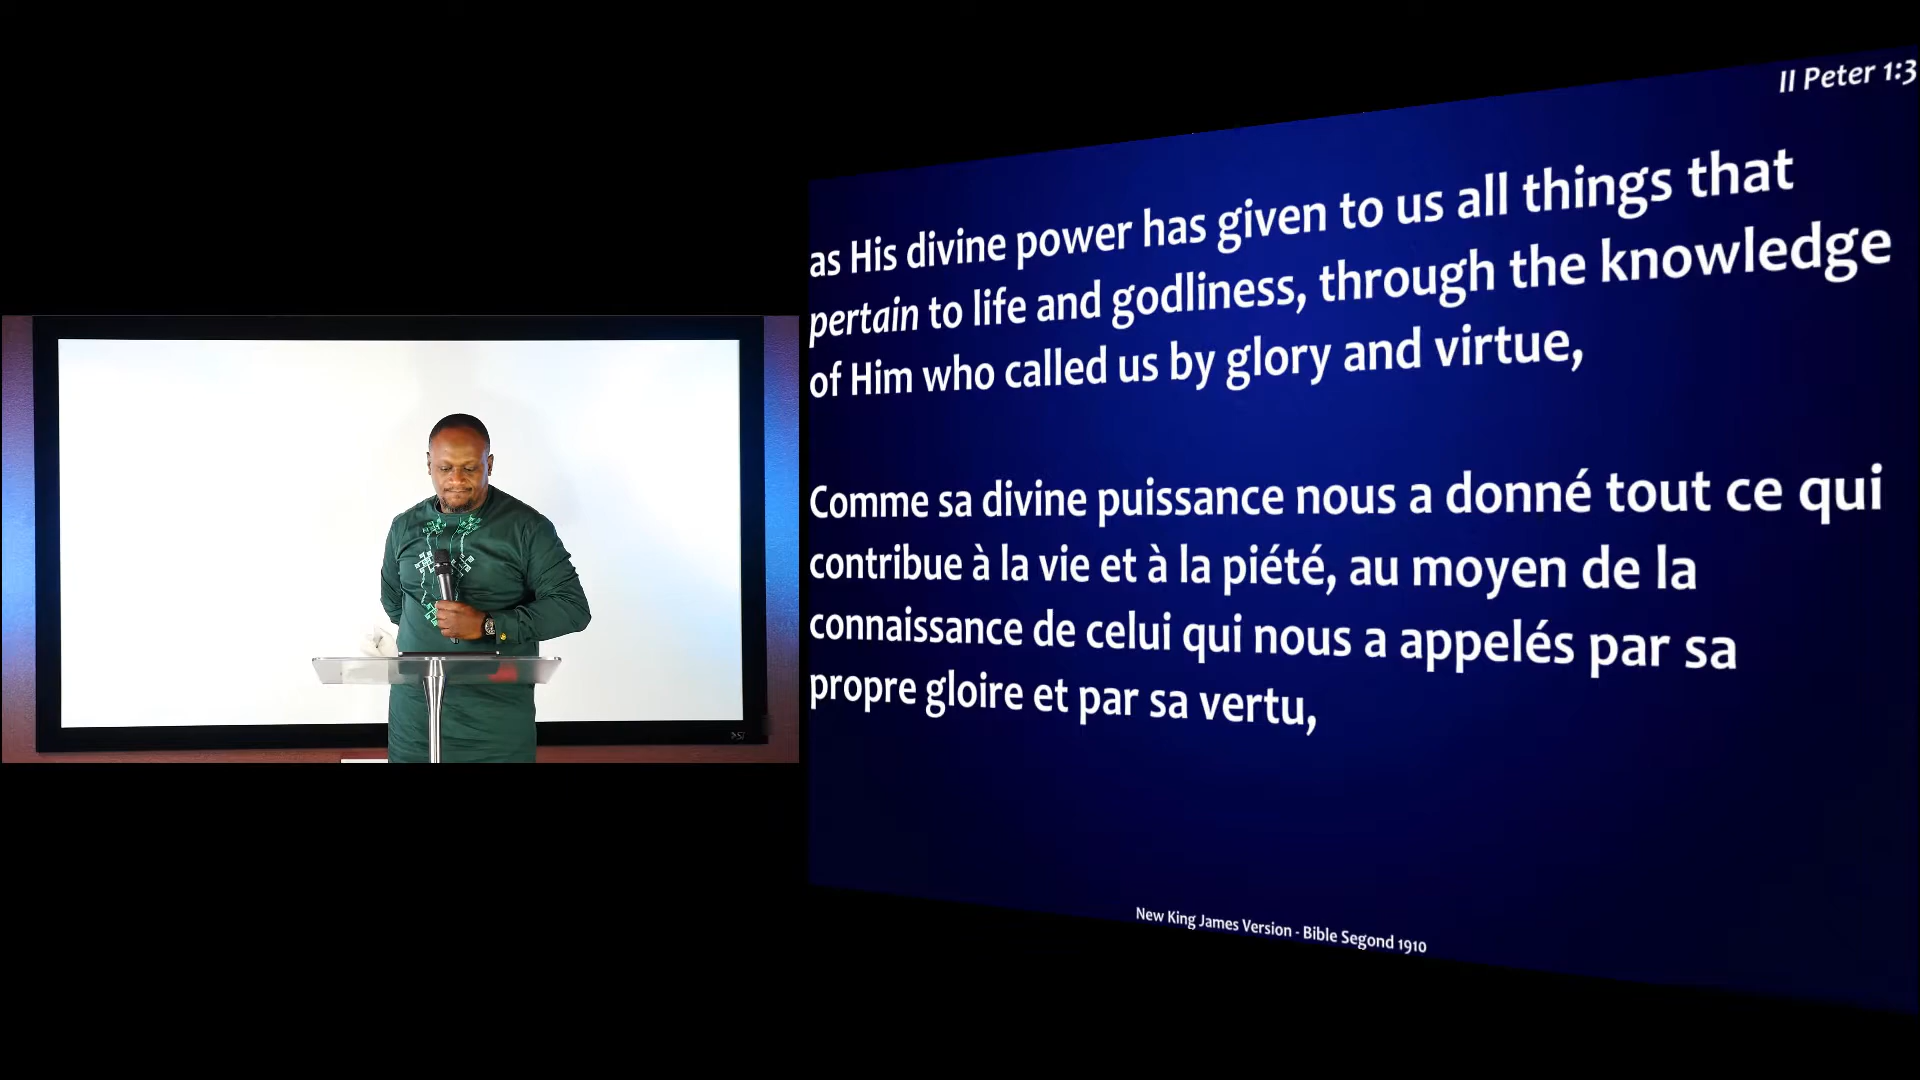 II Peter 1:3
as His divine power has given to us all things that
pertain to life and godliness, through the knowledge
of Him who called us by glory and virtue,
Comme sa divine puissance nous a donné tout ce qui
contribue à la vie et à la piété, au moyen de la
connaissance de celui qui nous a appelés par sa
propre gloire et par sa vertu,
New King James Version - Bible Segond 1910